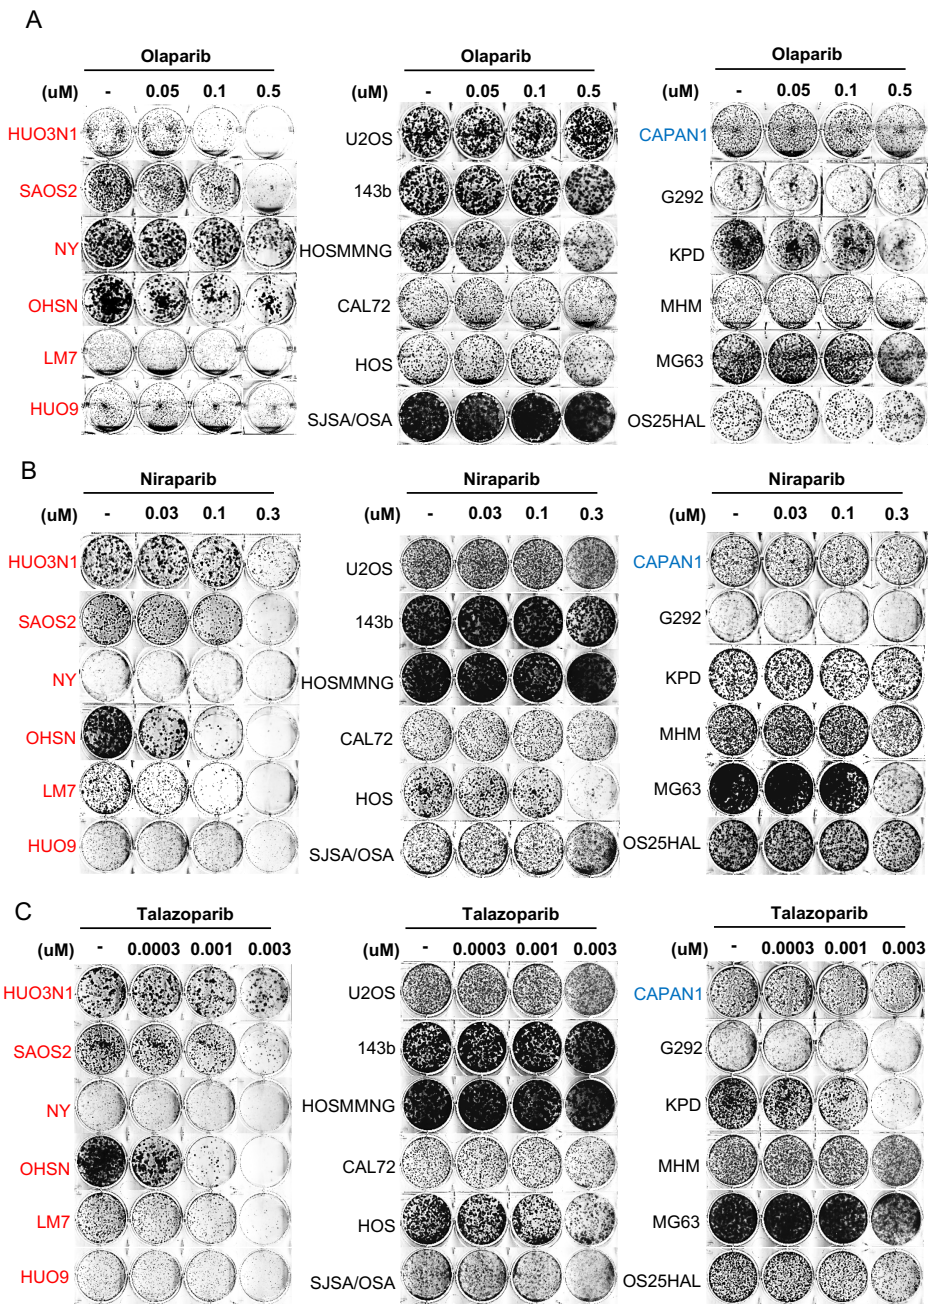 A
Olaparib Olaparib Olaparib
(uM) - 0.05 0.1 0.5 (uM) - 0.05 0.1 0.5 (uM) - 0.05 0.1 0.5
HUO3N1 U2OS CAPAN1
SAOS2 143b G292
NY HOSMMNG KPD
OHSN CAL72 MHM
LM7 HOS MG63
HUO9 SJSA/OSA OS25HAL
B
Niraparib Niraparib Niraparib
(uM) - 0.03 0.1 0.3 (uM) - 0.03 0.1 0.3 (uM) - 0.03 0.1 0.3
HUO3N1 U2OS CAPAN1
SAOS2 143b G292
NY HOSMMNG KPD
OHSN CAL72 MHM
LM7 HOS MG63
HUO9 SJSA/OSA OS25HAL
C
Talazoparib Talazoparib Talazoparib
(uM) - 0.0003 0.001 0.003 (uM) - 0.0003 0.001 0.003 (uM) - 0.0003 0.001 0.003
HUO3N1 U2OS CAPAN1
SAOS2 143b G292
NY HOSMMNG KPD
OHSN CAL72 MHM
LM7 HOS MG63
HUO9 SJSA/OSA OS25HAL